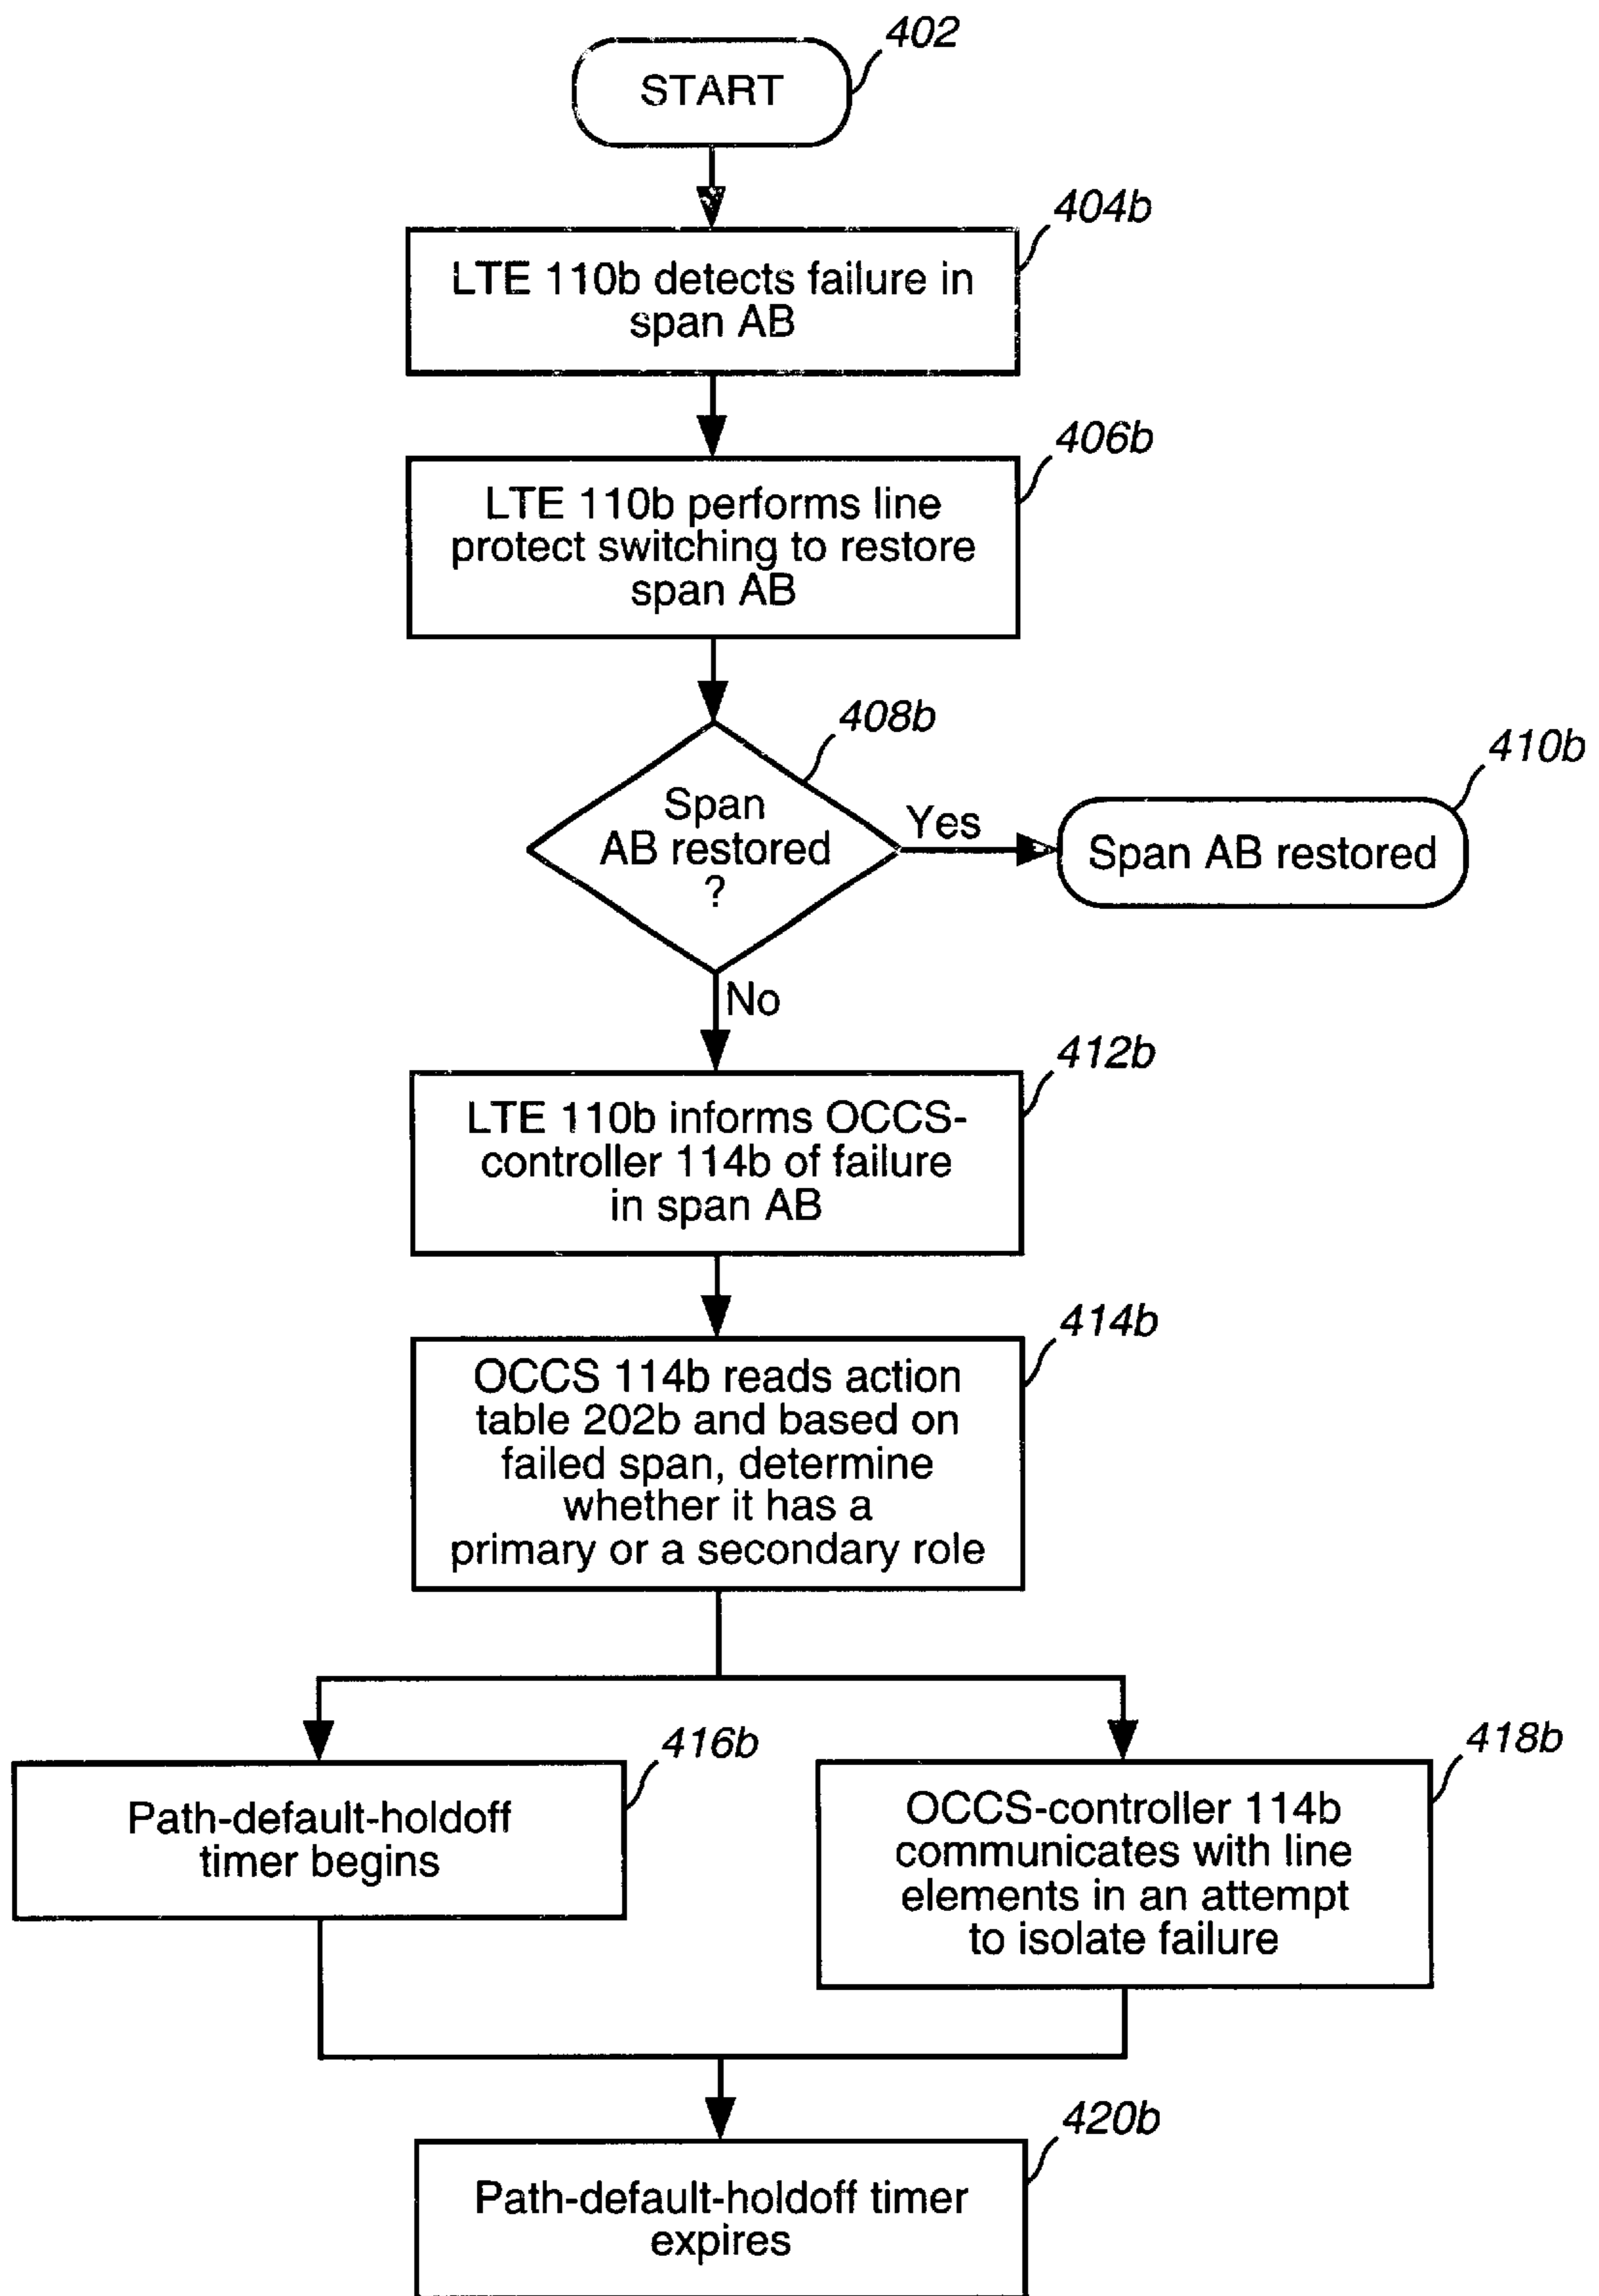 402
START
404b
LTE 110b detects failure in
span AB
406b
LTE 110b performs line
protect switching to restore
span AB
408b
Span
AB restored
?
Yes
410b
Span AB restored
No
412b
LTE 110b informs OCCS-
controller 114b of failure
in span AB
414b
OCCS 114b reads action
table 202b and based on
failed span, determine
whether it has a
primary or a secondary role
416b
Path-default-holdoff
timer begins
418b
OCCS-controller 114b
communicates with line
elements in an attempt
to isolate failure
420b
Path-default-holdoff timer
expires